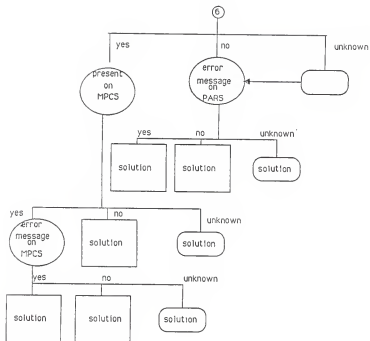 6
yes
no
unknown
present
on
MPCS
error
message
on
PARS
yes
no
unknown
solution
solution
solution
yes
no
unknown
error
message
on
MPCS
solution
solution
yes
no
unknown
solution
solution
solution